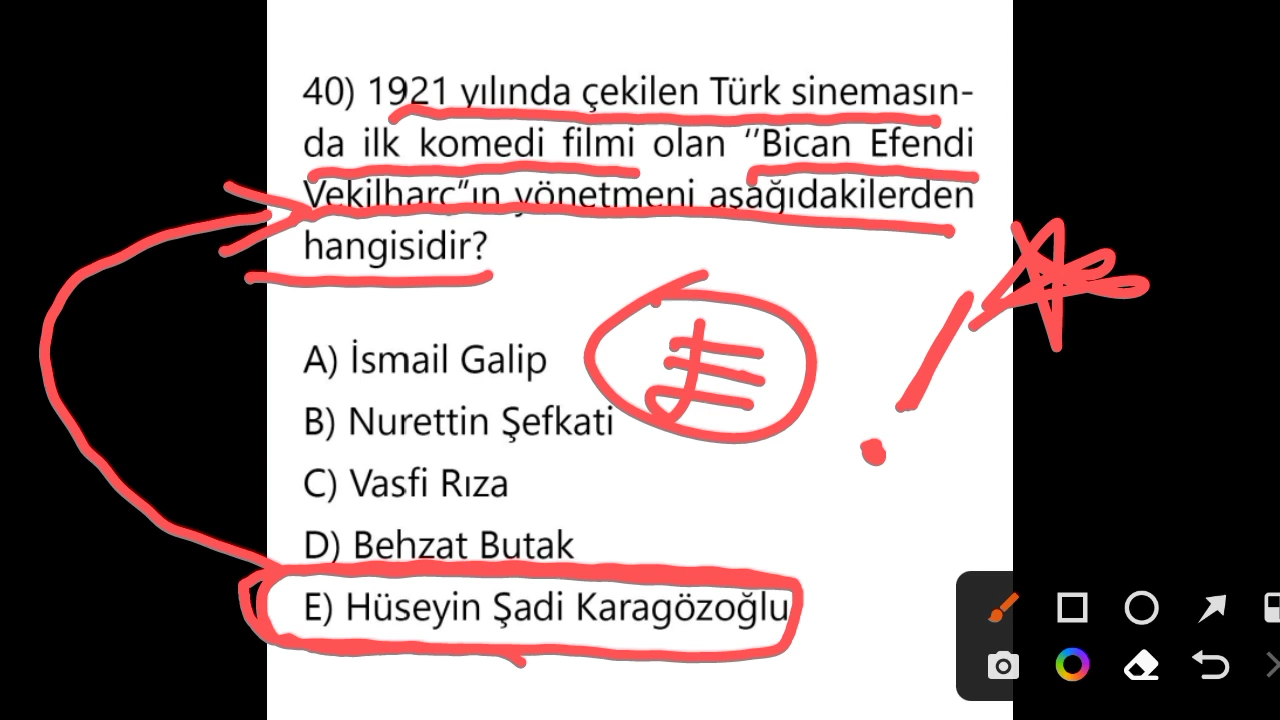 40) 1921 yılında çekilen Türk sinemasın-
da ilk komedi filmi olan ‘’Bican Efendi
Vekilharc”ın yönetmeni aşağıdakilerden
hangisidir?
A) İsmail Galip
B) Nurettin Şefkati
C) Vasfi Rıza
D) Behzat Butak
E) Hüseyin Şadi Karagözoğlu